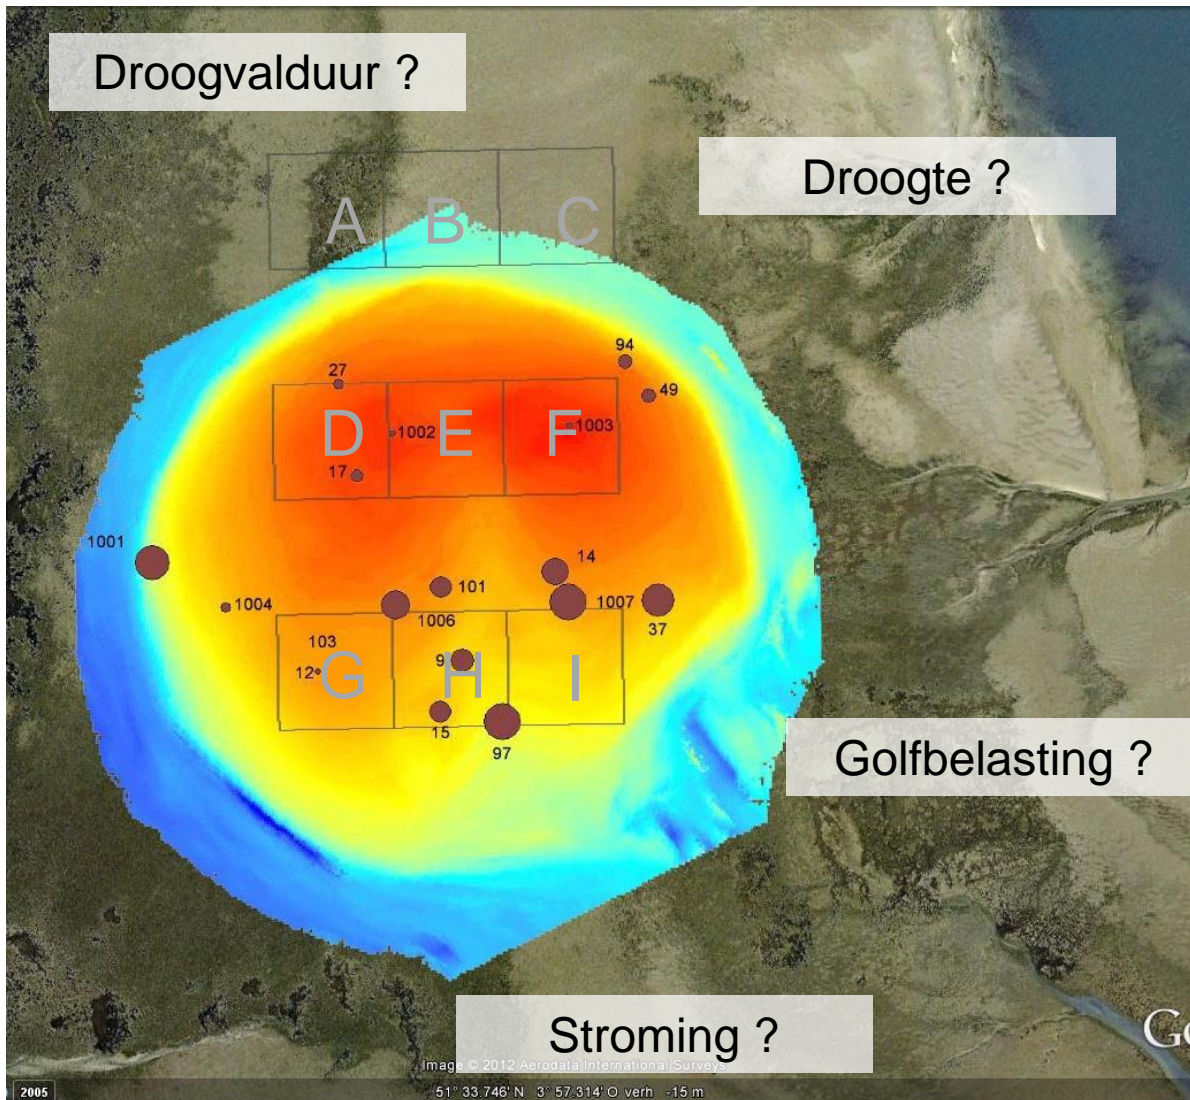 Droogvalduur ?
Droogte ?
A B C
94
27
49
D 1002 E F 1003
17
1001
14
101
1004
1007
1006
37
103
9 H
12 G I
15
97
Golfbelasting ?
Stroming ?
Go
Image © 2012 Aerodata International Surveys
2005
51° 33.746' N 3° 57.314' O verh -15 m